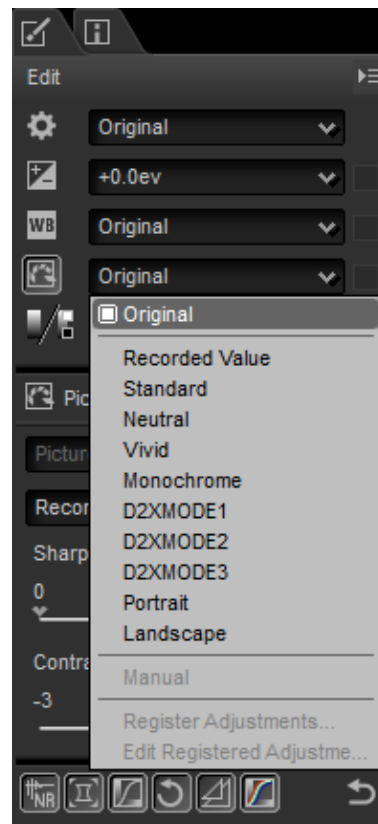 Edit
Original
+0.0ev
WB
Original
Original
Original
Recorded Value
Standard
Neutral
Vivid
Monochrome
D2XMODE1
D2XMODE2
D2XMODE3
Portrait
Landscape
Manual
Register Adjustments...
Edit Registered Adjustme...
Pic
Pictur
Recor
Sharp
0
Contra
-3
NR